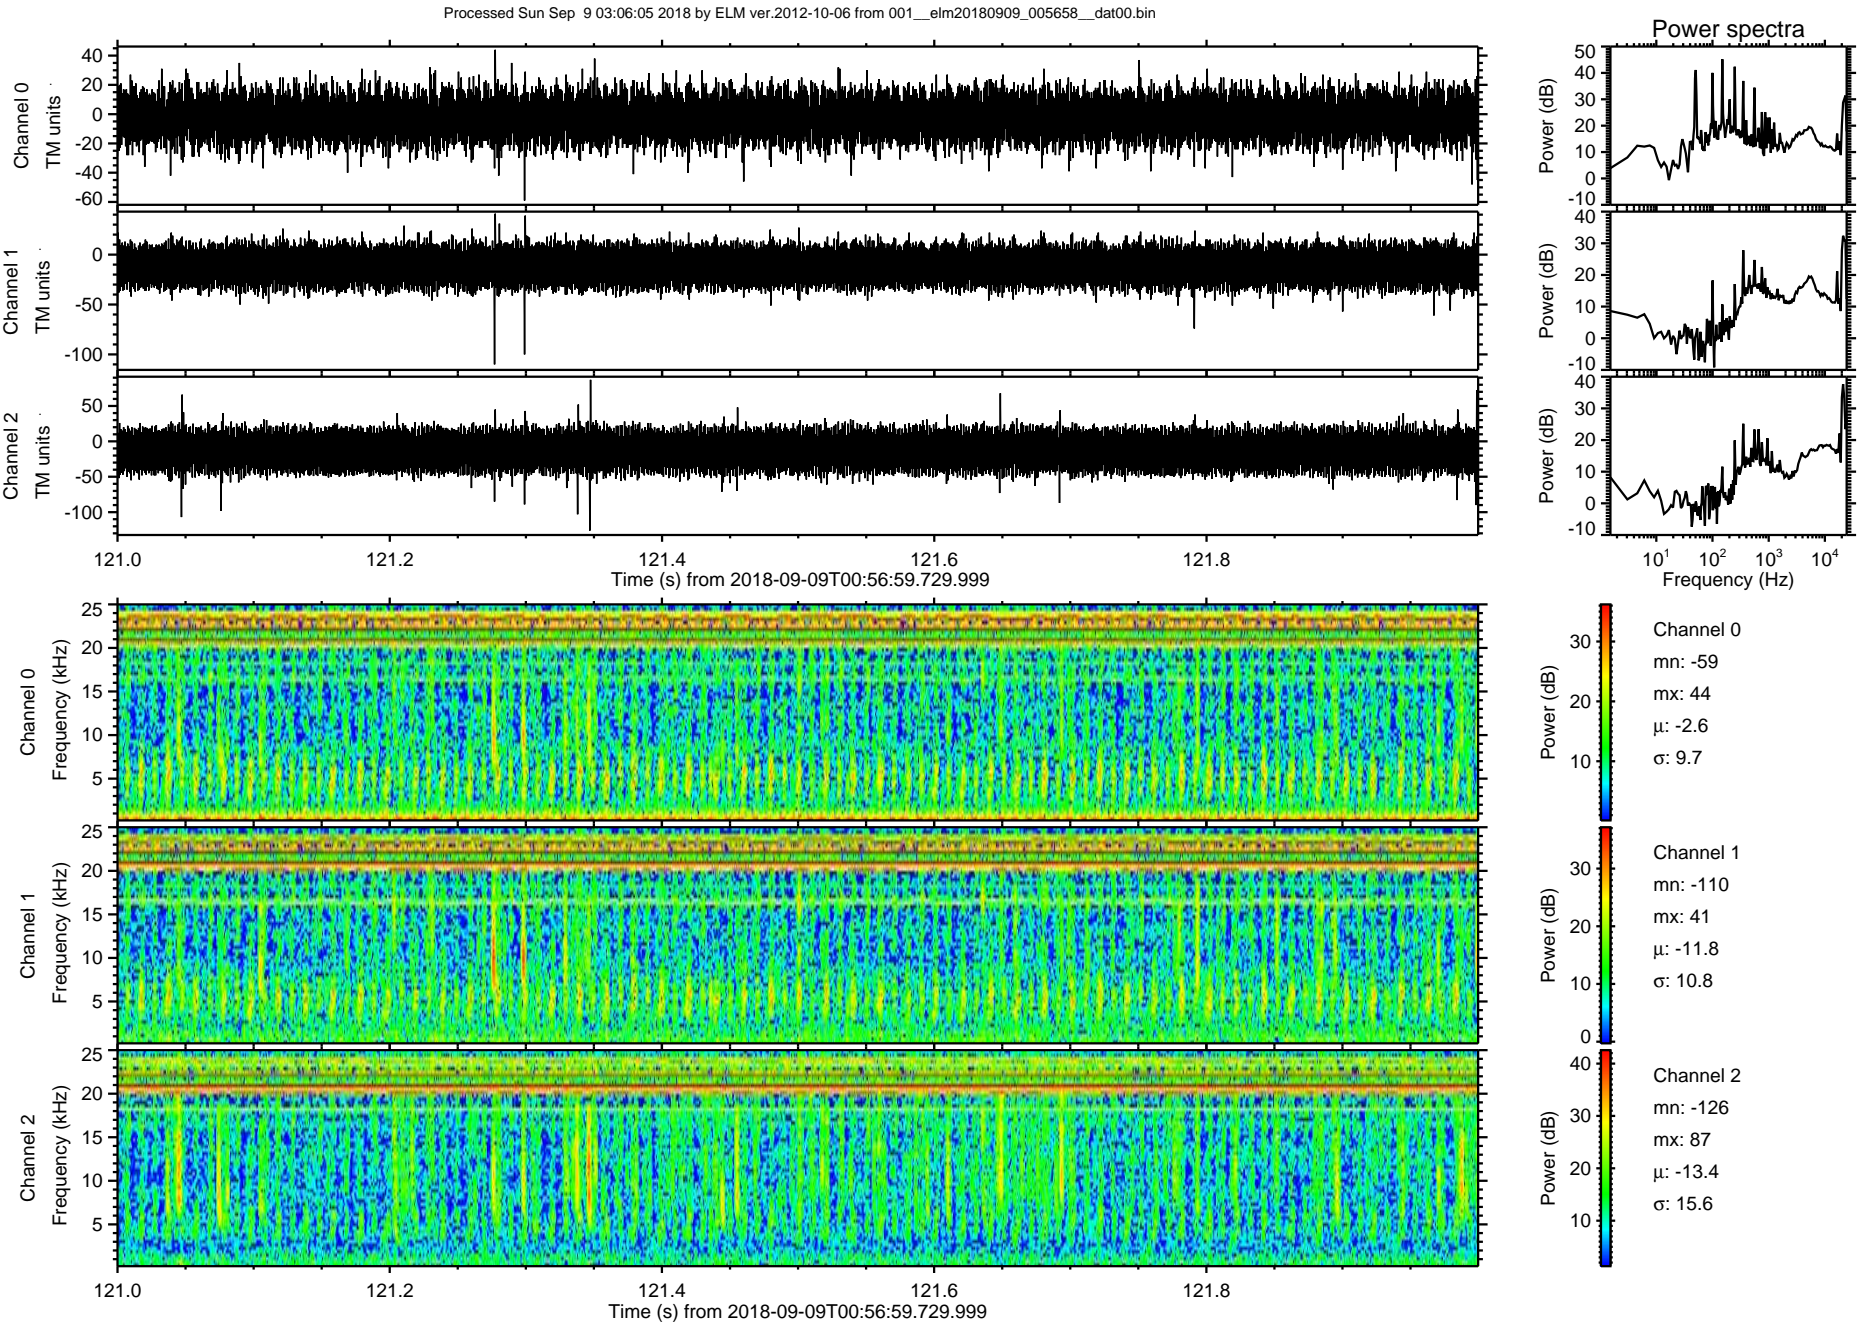 Processed Sun Sep  9 03:06:05 2018 by ELM ver.2012-10-06 from 001__elm20180909_005658__dat00.bin
Power spectra
Channel 0
TM units
40
20
0
-20
-40
-60
Power (dB)
50
40
30
20
10
0
-10
Channel 1
TM units
0
-50
-100
Power (dB)
40
30
20
10
0
-10
Channel 2
TM units
50
0
-50
-100
Power (dB)
40
30
20
10
0
-10
121.0 121.2 121.4 121.6 121.8
Time (s) from 2018-09-09T00:56:59.729.999
10^1 10^2 10^3 10^4
Frequency (Hz)
Channel 0
Frequency (kHz)
25
20
15
10
5
Power (dB)
30
20
10
Channel 0
mn: -59
mx: 44
µ: -2.6
σ: 9.7
Channel 1
Frequency (kHz)
25
20
15
10
5
Power (dB)
30
20
10
0
Channel 1
mn: -110
mx: 41
µ: -11.8
σ: 10.8
Channel 2
Frequency (kHz)
25
20
15
10
5
Power (dB)
40
30
20
10
Channel 2
mn: -126
mx: 87
µ: -13.4
σ: 15.6
121.0 121.2 121.4 121.6 121.8
Time (s) from 2018-09-09T00:56:59.729.999